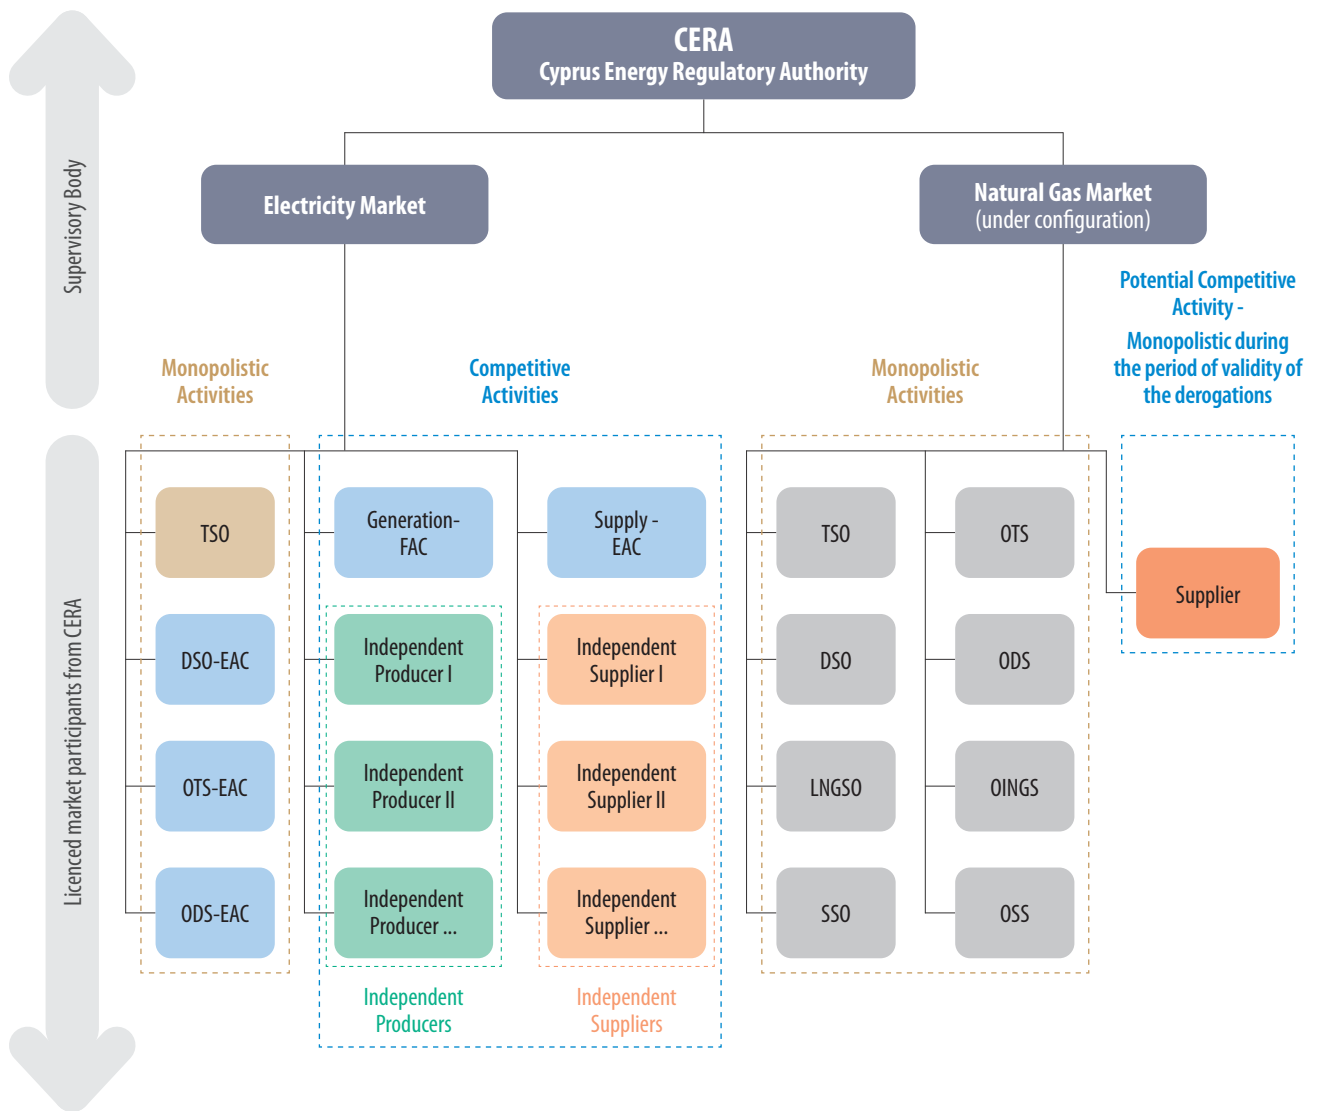 CERA
Cyprus Energy Regulatory Authority
Supervisory Body
Electricity Market
Natural Gas Market
(under configuration)
Potential Competitive
Activity -
Monopolistic during
the period of validity of
the derogations
Monopolistic
Activities
Competitive
Activities
Monopolistic
Activities
Licenced market participants from CERA
TSO
Generation-
FAC
Supply -
EAC
TSO
OTS
Supplier
DSO-EAC
Independent
Producer I
Independent
Supplier I
DSO
ODS
OTS-EAC
Independent
Producer II
Independent
Supplier II
LNGSO
OINGS
ODS-EAC
Independent
Producer ...
Independent
Supplier ...
SSO
OSS
Independent
Producers
Independent
Suppliers